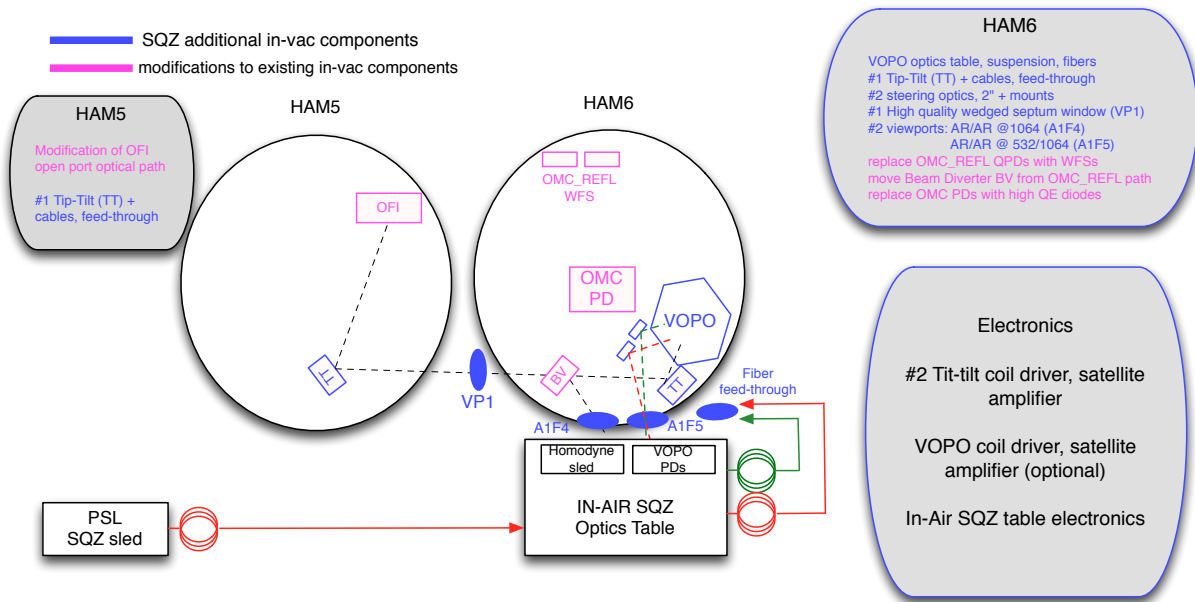 SQZ additional in-vac components
modifications to existing in-vac components
HAM5
Modification of OFI
open port optical path
#1 Tip-Tilt (TT) +
cables, feed-through
HAM5
OFI
TT
VP1
HAM6
OMC_REFL
WFS
OMC
PD
VOPO
BV
TT
Fiber
feed-through
A1F4
A1F5
Homodyne
sled
VOPO
PDs
IN-AIR SQZ
Optics Table
PSL
SQZ sled
HAM6
VOPO optics table, suspension, fibers
#1 Tip-Tilt (TT) + cables, feed-through
#2 steering optics, 2" + mounts
#1 High quality wedged septum window (VP1)
#2 viewports: AR/AR @1064 (A1F4)
AR/AR @ 532/1064 (A1F5)
replace OMC_REFL QPDs with WFSs
move Beam Diverter BV from OMC_REFL path
replace OMC PDs with high QE diodes
Electronics
#2 Tit-tilt coil driver, satellite
amplifier
VOPO coil driver, satellite
amplifier (optional)
In-Air SQZ table electronics